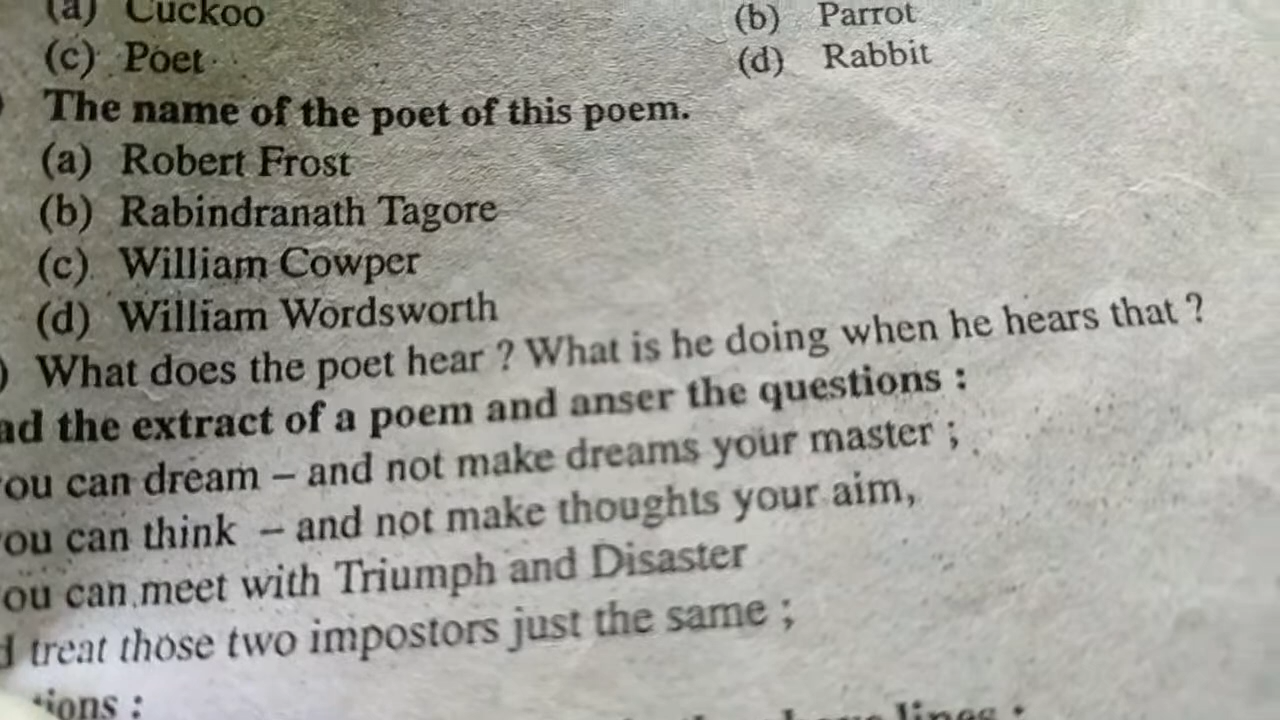 (a) Cuckoo (b) Parrot
(c) Poet (d) Rabbit
The name of the poet of this poem.
(a) Robert Frost
(b) Rabindranath Tagore
(c) William Cowper
(d) William Wordsworth
) What does the poet hear ? What is he doing when he hears that ?
ad the extract of a poem and anser the questions :
ou can dream – and not make dreams your master ;
ou can think – and not make thoughts your aim,
ou can meet with Triumph and Disaster
d treat those two impostors just the same ;
tions :
lines :